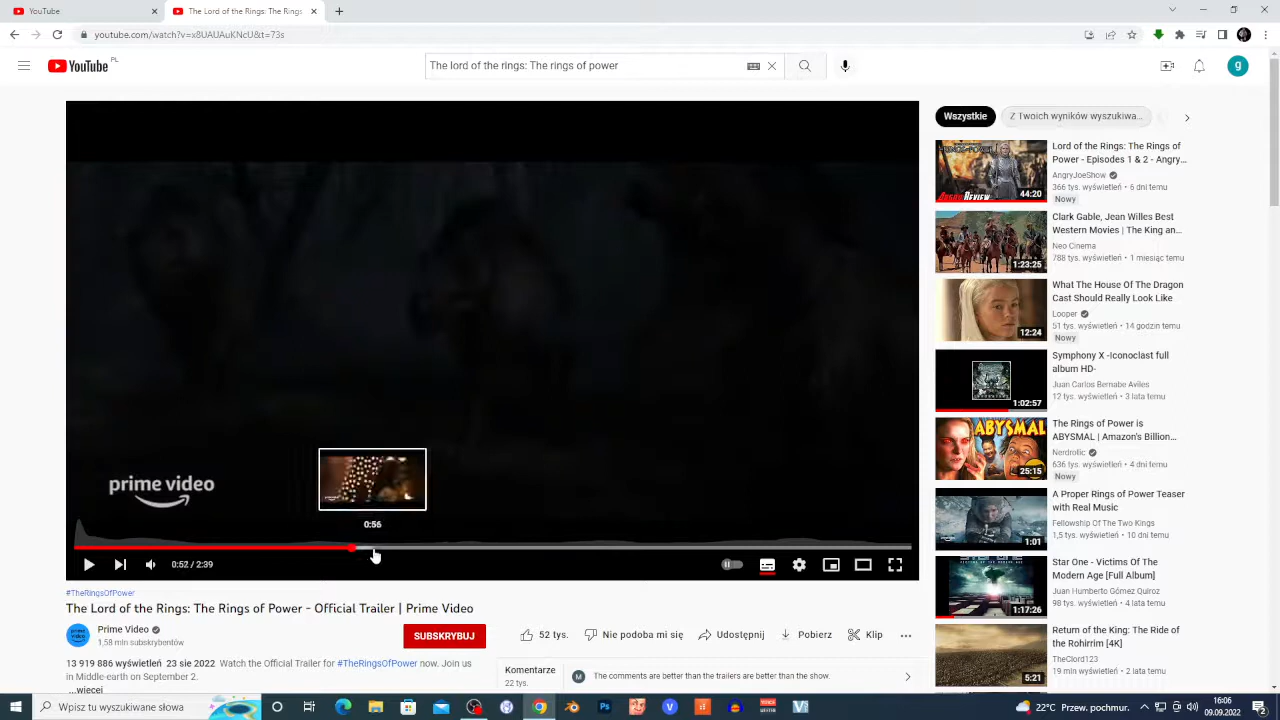 YouTube
The Lord of the Rings: The Rings
youtube.com/watch?v=x8UAUAuKNcU&t=73s
YouTube PL
The lord of the rings: The rings of power
g
prime video
0:56
0:52 / 2:39
#TheRingsOfPower
The Lord of the Rings: The Rings of Power - Official Trailer | Prime Video
prime video
Prime Video
1,58 mln subskrybentów
SUBSKRYBUJ
52 tys.
Nie podoba mi się
Udostępnij
Pobierz
Klip
13 919 886 wyświetleń 23 sie 2022 Watch the Official Trailer for #TheRingsOfPower now. Join us
in Middle-earth on September 2.
...więcej
Komentarze
22 tys.
M
The comments are better than the trailers are better than the show.
Wszystkie
Z Twoich wyników wyszukiwa...
ANGRY REVIEW
44:20
Lord of the Rings: The Rings of
Power - Episodes 1 & 2 - Angry...
AngryJoeShow
366 tys. wyświetleń • 6 dni temu
Nowy
1:23:25
Clark Gable, Jean Willes Best
Western Movies | The King an...
Neo Cinema
788 tys. wyświetleń • 1 miesiąc temu
12:24
What The House Of The Dragon
Cast Should Really Look Like
Looper
51 tys. wyświetleń • 14 godzin temu
Nowy
1:02:57
Symphony X -Iconoclast full
album HD-
Juan Carlos Bernabe Aviles
12 tys. wyświetleń • 3 lata temu
ABYSMAL
25:15
The Rings of Power is
ABYSMAL | Amazon's Billion...
Nerdrotic
636 tys. wyświetleń • 4 dni temu
Nowy
1:01
A Proper Rings of Power Teaser
with Real Music
Fellowship Of The Two Kings
1,5 tys. wyświetleń • 10 dni temu
1:17:26
Star One - Victims Of The
Modern Age [Full Album]
Juan Humberto Gómez Quiroz
98 tys. wyświetleń • 4 lata temu
5:21
Return of the King: The Ride of
the Rohirrim [4K]
TheClord123
19 mln wyświetleń • 2 lata temu
Wpisz tu wyszukiwane słowa
Ps
22°C
16:06
09.09.2022
2